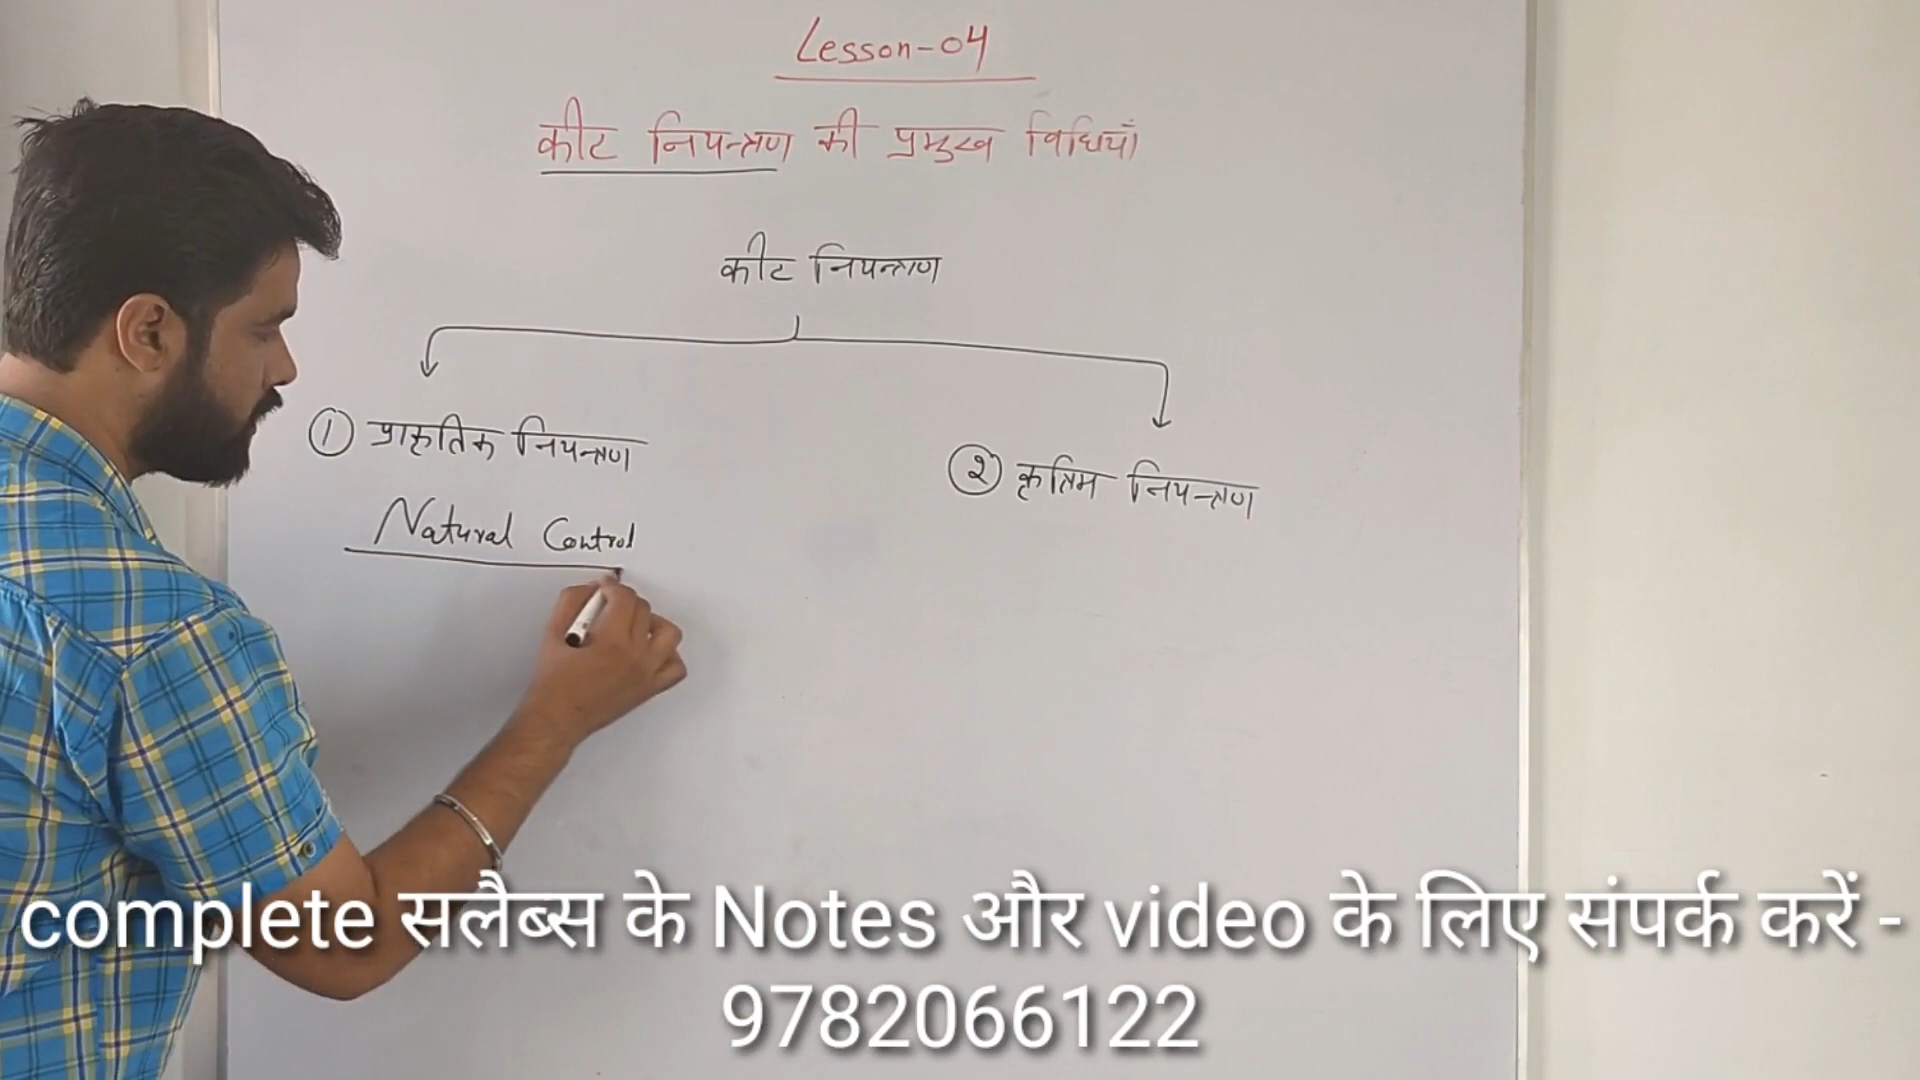 Lesson-04
कीट नियन्त्रण की प्रमुख विधियाँ
कीट नियन्त्रण
① प्राकृतिक नियन्त्रण
② कृत्रिम नियन्त्रण
Natural Control
complete सलैब्स के Notes और video के लिए संपर्क करें -
9782066122